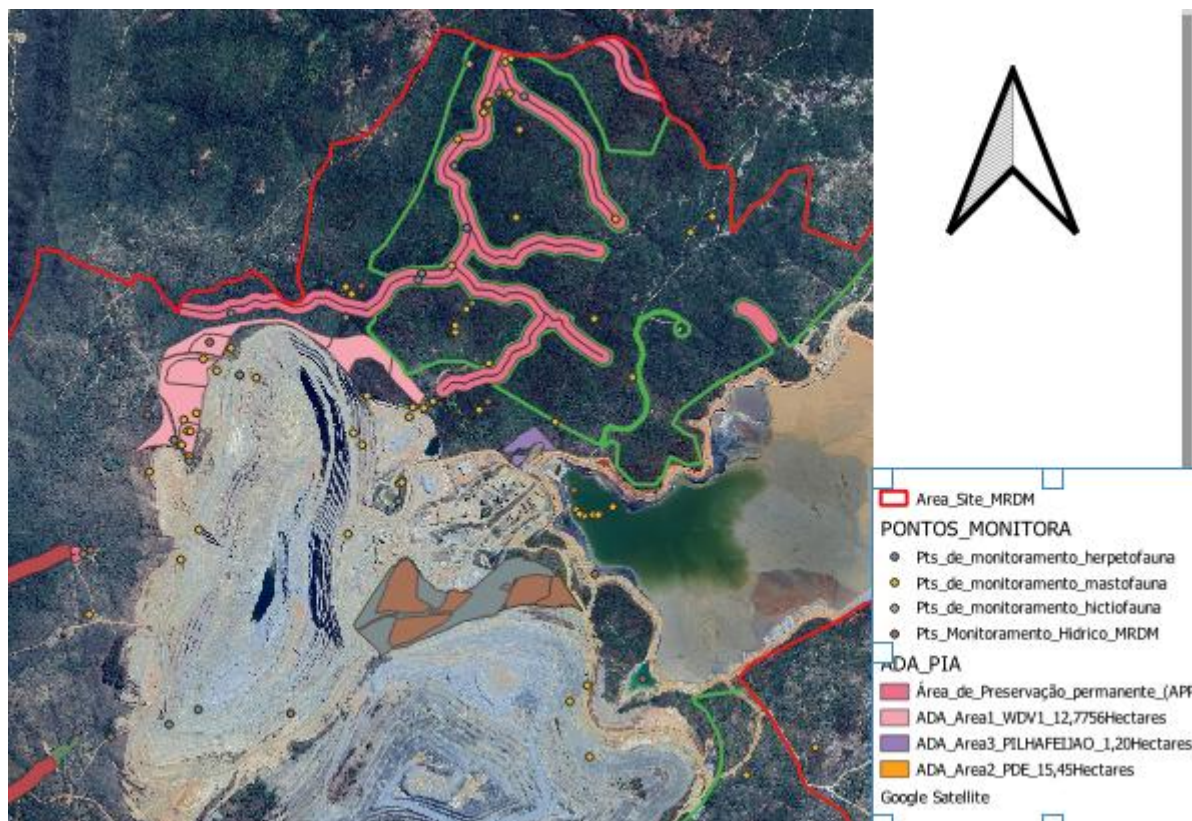 Area_Site_MRDM
PONTOS_MONITORA
Pts_de_monitoramento_herpetofauna
Pts_de_monitoramento_mastofauna
Pts_de_monitoramento_hictiofauna
Pts_Monitoramento_Hidrico_MRDM
ADA_PIA
Área_de_Preservação_permanente_(APP
ADA_Area1_WDV1_12,7756Hectares
ADA_Area3_PILHAFEIJAO_1,20Hectares
ADA_Area2_PDE_15,45Hectares
Google Satellite